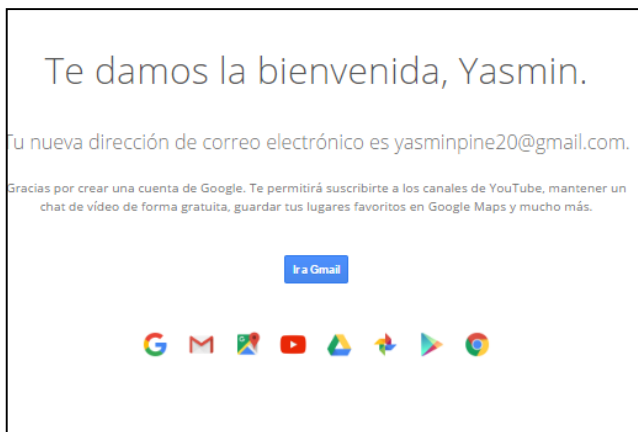 Te damos la bienvenida, Yasmin.
Tu nueva dirección de correo electrónico es yasminpine20@gmail.com.
Gracias por crear una cuenta de Google. Te permitirá suscribirte a los canales de YouTube, mantener un
chat de vídeo de forma gratuita, guardar tus lugares favoritos en Google Maps y mucho más.
Ir a Gmail